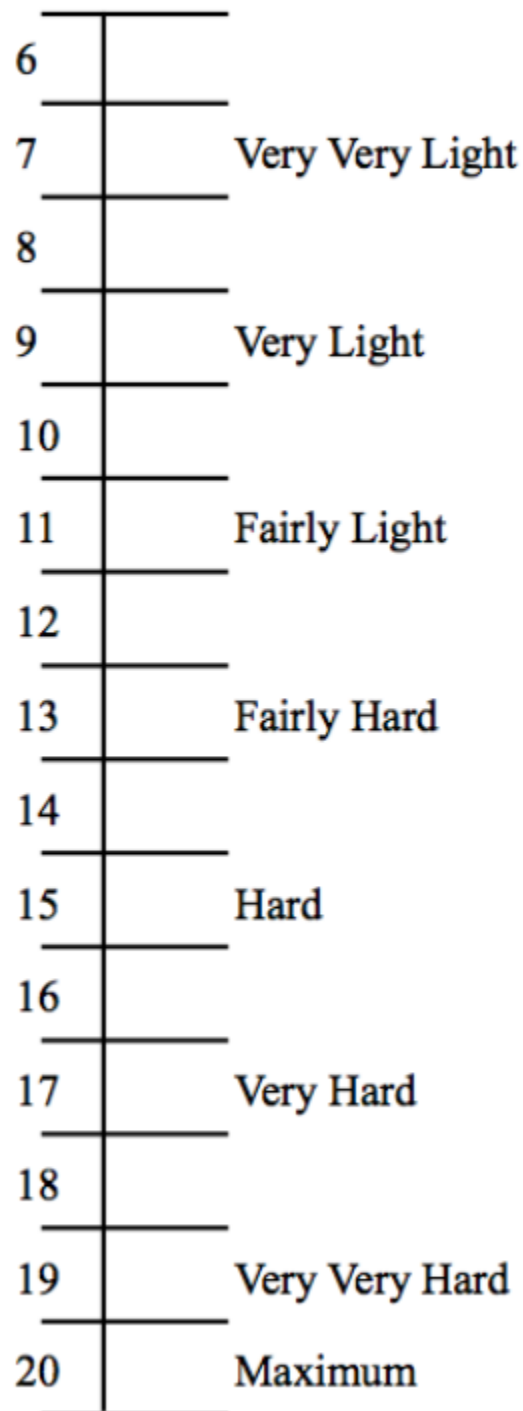 6
7 Very Very Light
8
9 Very Light
10
11 Fairly Light
12
13 Fairly Hard
14
15 Hard
16
17 Very Hard
18
19 Very Very Hard
20 Maximum